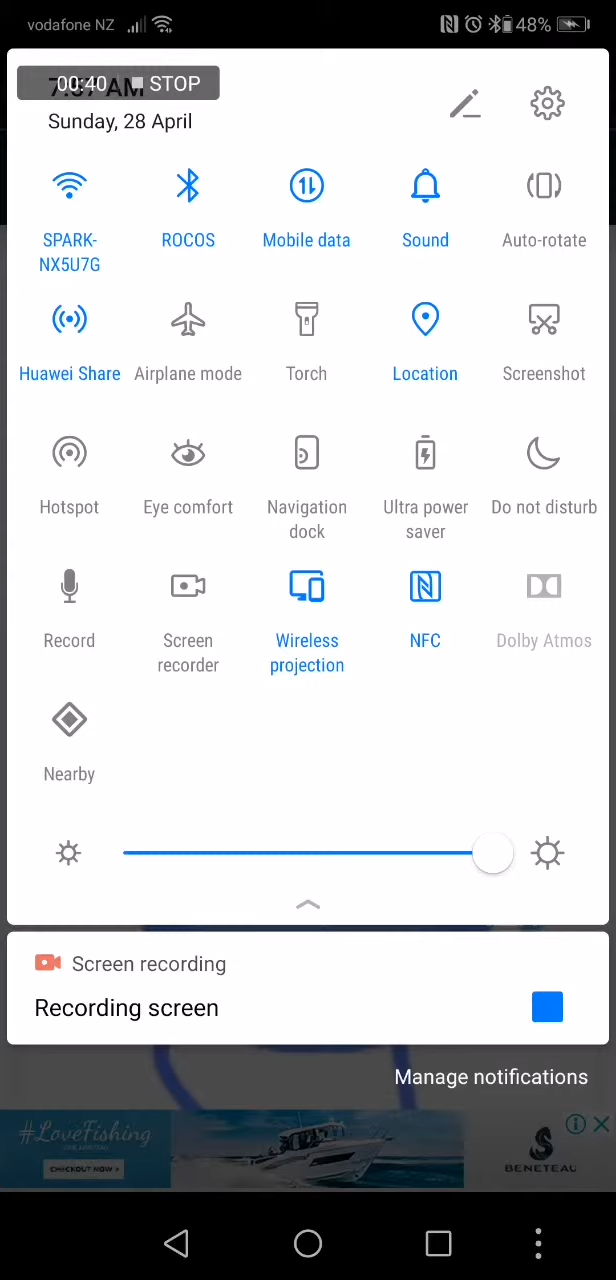 vodafone NZ 48%
00:40 STOP
Sunday, 28 April
SPARK-
NX5U7G
ROCOS
Mobile data
Sound
Auto-rotate
Huawei Share
Airplane mode
Torch
Location
Screenshot
Hotspot
Eye comfort
Navigation
dock
Ultra power
saver
Do not disturb
Record
Screen
recorder
Wireless
projection
NFC
Dolby Atmos
Nearby
Screen recording
Recording screen
Manage notifications
#LoveFishing
CHECKOUT NOW >
BENETEAU